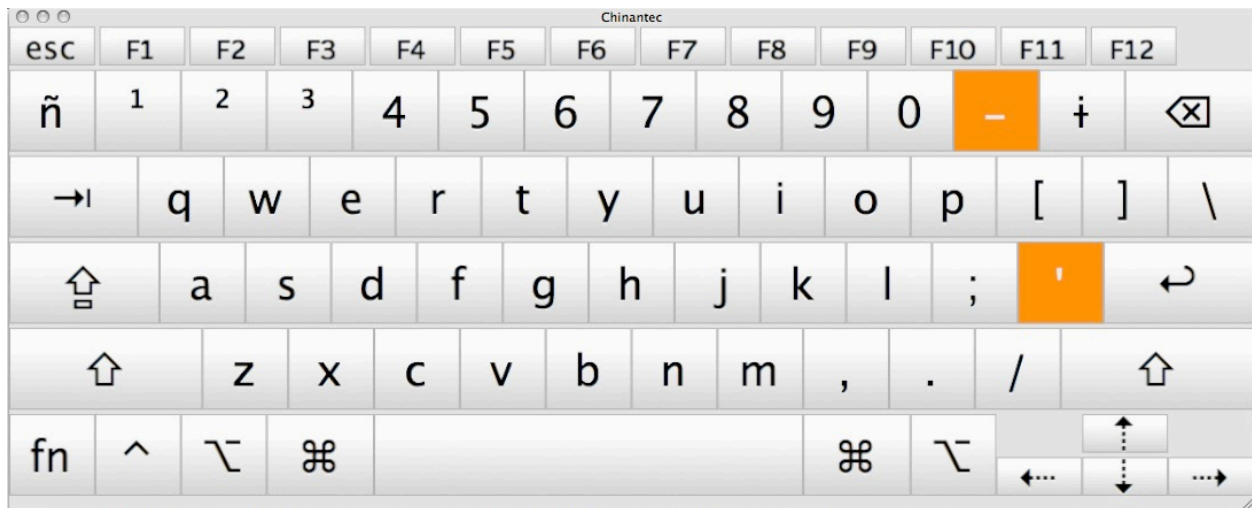 Chinantec
esc F1 F2 F3 F4 F5 F6 F7 F8 F9 F10 F11 F12
ñ ¹ ² ³ 4 5 6 7 8 9 0 – ɨ ⌫
⇥ q w e r t y u i o p [ ] \
⇪ a s d f g h j k l ; ' ↩
⇧ z x c v b n m , . / ⇧
fn ^ ⌥ ⌘ ⌘ ⌥ ⇠ ⇡ ⇣ ⇢